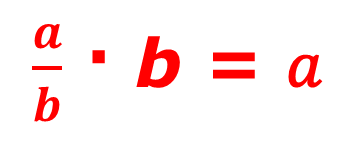 a/b · b = a